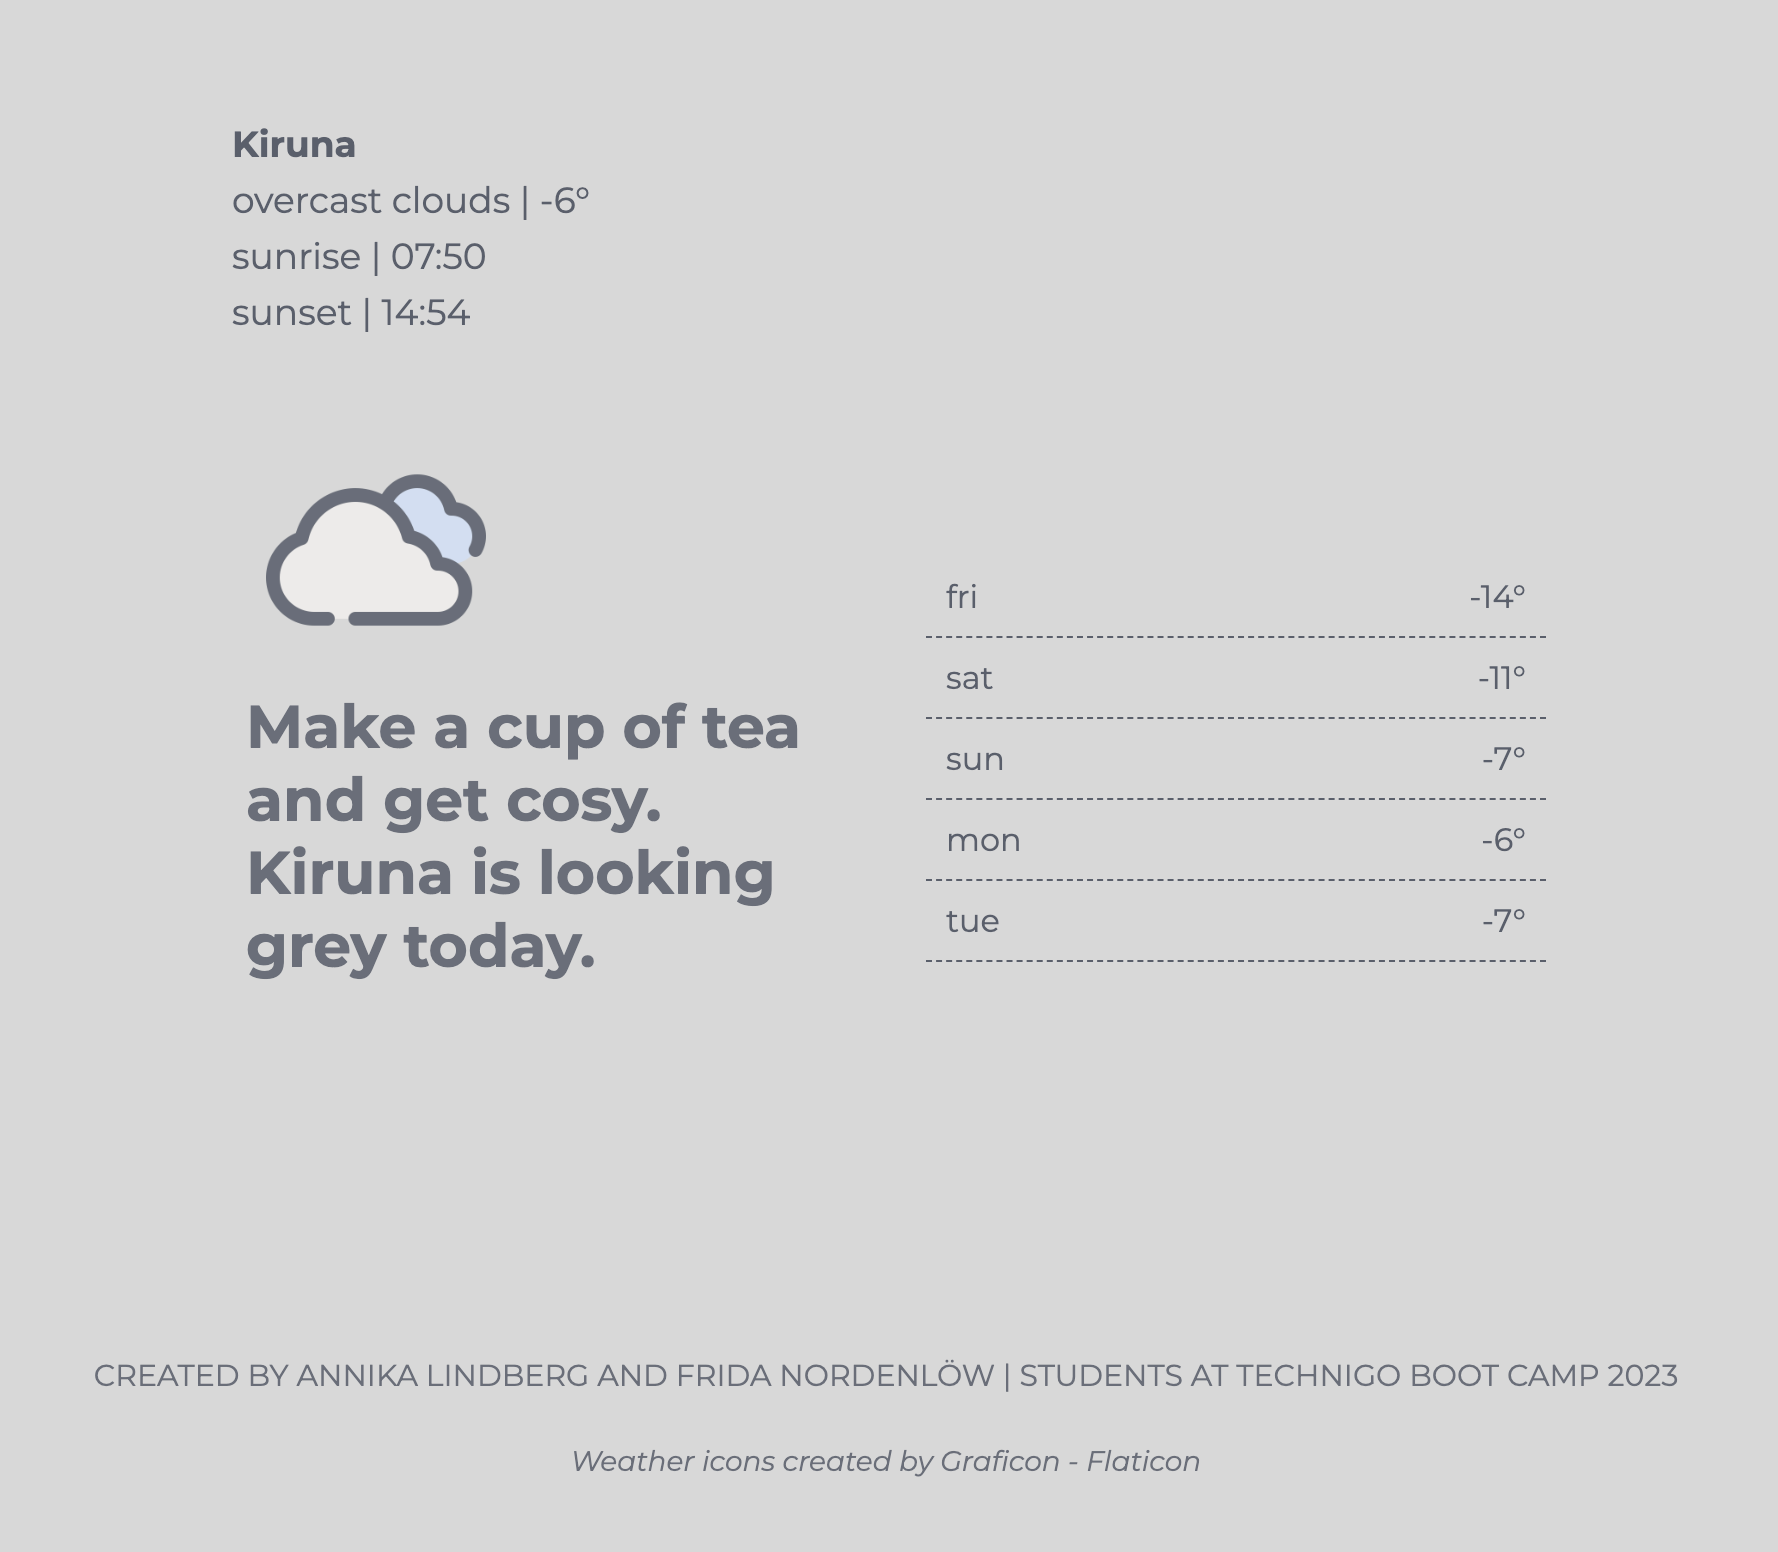 Kiruna
overcast clouds | -6°
sunrise | 07:50
sunset | 14:54
Make a cup of tea
and get cosy.
Kiruna is looking
grey today.
fri -14°
sat -11°
sun -7°
mon -6°
tue -7°
CREATED BY ANNIKA LINDBERG AND FRIDA NORDENLÖW | STUDENTS AT TECHNIGO BOOT CAMP 2023
Weather icons created by Graficon - Flaticon